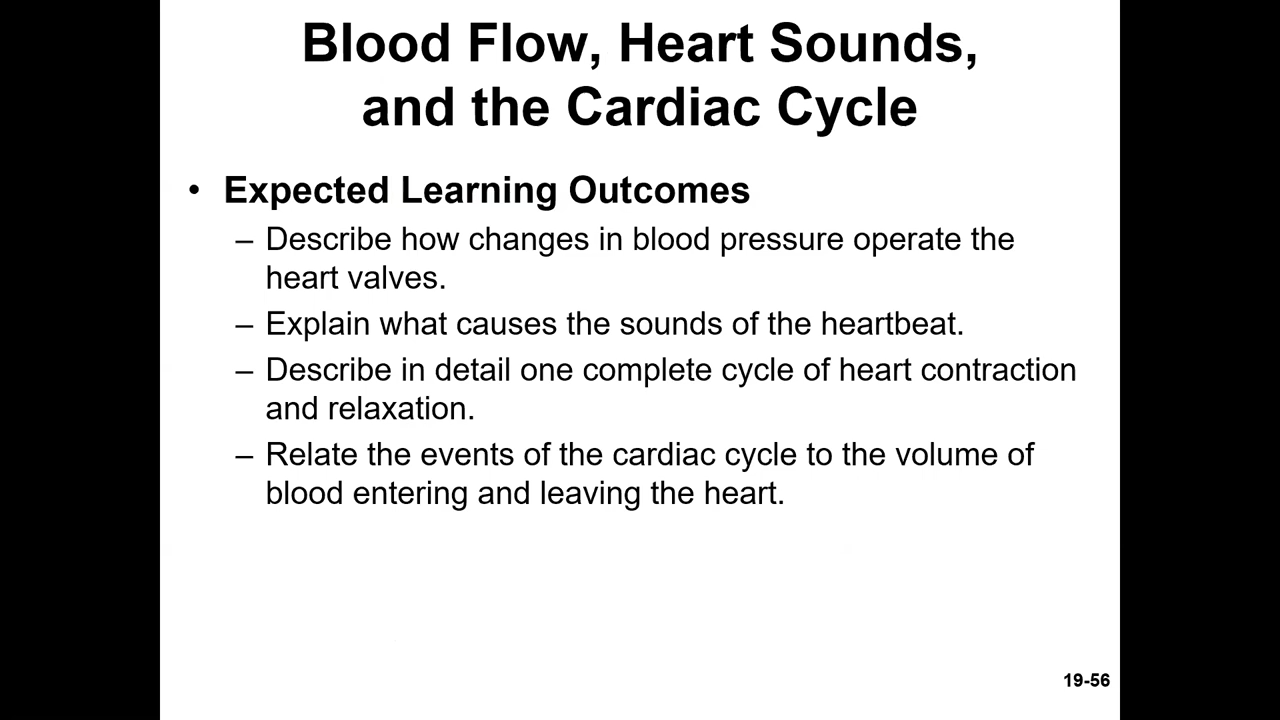 Blood Flow, Heart Sounds,
and the Cardiac Cycle
• Expected Learning Outcomes
– Describe how changes in blood pressure operate the
heart valves.
– Explain what causes the sounds of the heartbeat.
– Describe in detail one complete cycle of heart contraction
and relaxation.
– Relate the events of the cardiac cycle to the volume of
blood entering and leaving the heart.
19-56